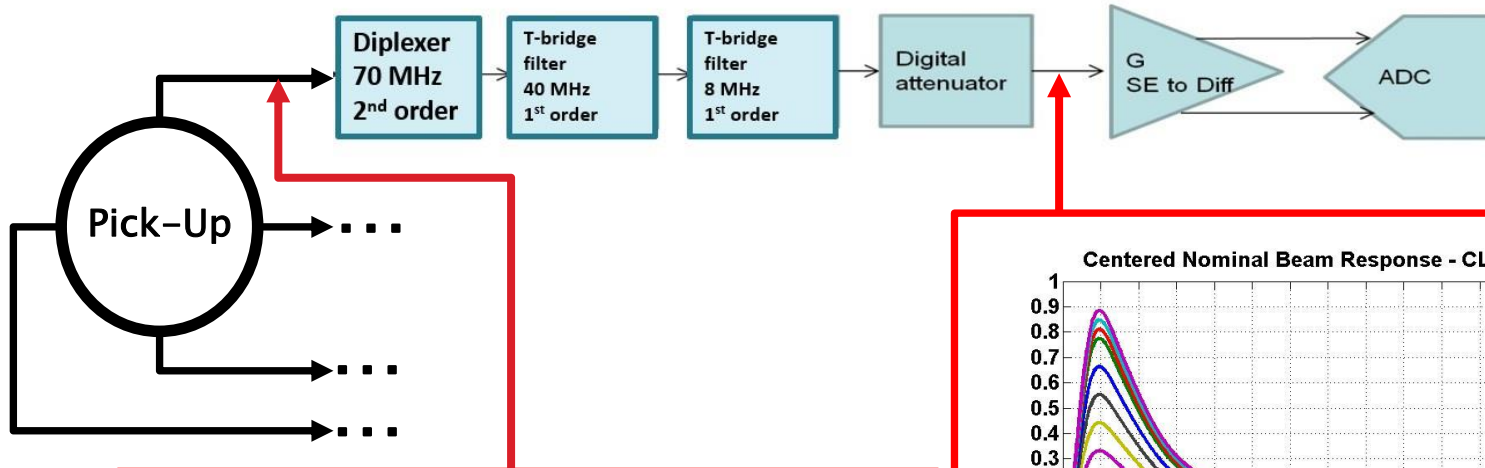 Diplexer
70 MHz
2nd order
T-bridge
filter
40 MHz
1st order
T-bridge
filter
8 MHz
1st order
Digital
attenuator
G
SE to Diff
ADC
Pick-Up
...
...
...
Centered Nominal Beam Response - CL
1
0.9
0.8
0.7
0.6
0.5
0.4
0.3